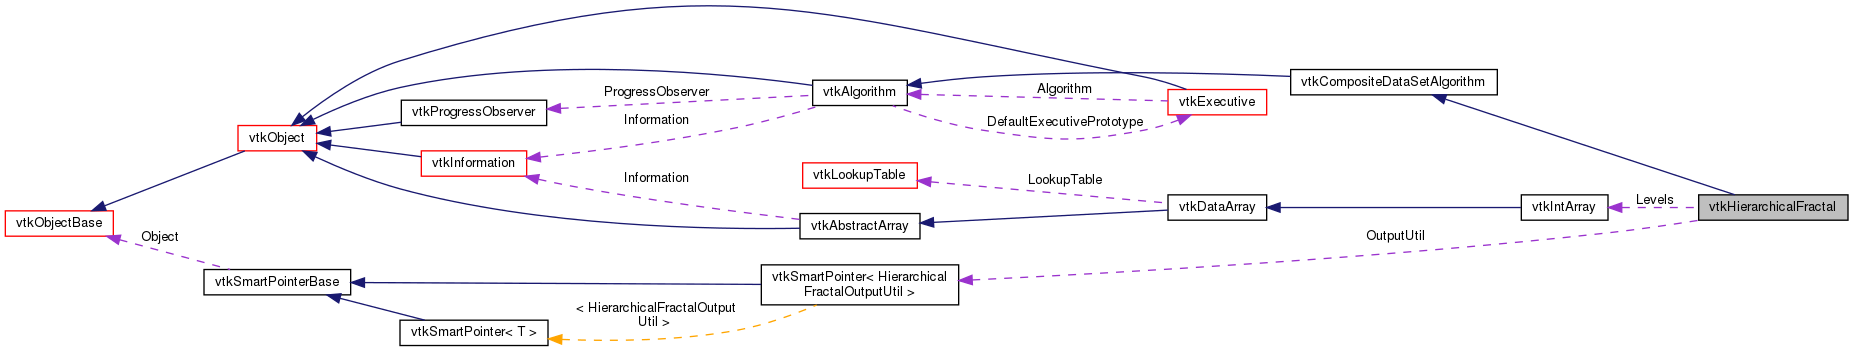 vtkCompositeDataSetAlgorithm
vtkAlgorithm
ProgressObserver
Algorithm
vtkExecutive
vtkProgressObserver
Information
DefaultExecutivePrototype
vtkObject
vtkInformation
vtkLookupTable
Information
LookupTable
vtkObjectBase
vtkAbstractArray
vtkDataArray
vtkIntArray
Levels
vtkHierarchicalFractal
Object
OutputUtil
vtkSmartPointerBase
vtkSmartPointer< Hierarchical
FractalOutputUtil >
< HierarchicalFractalOutput
Util >
vtkSmartPointer< T >